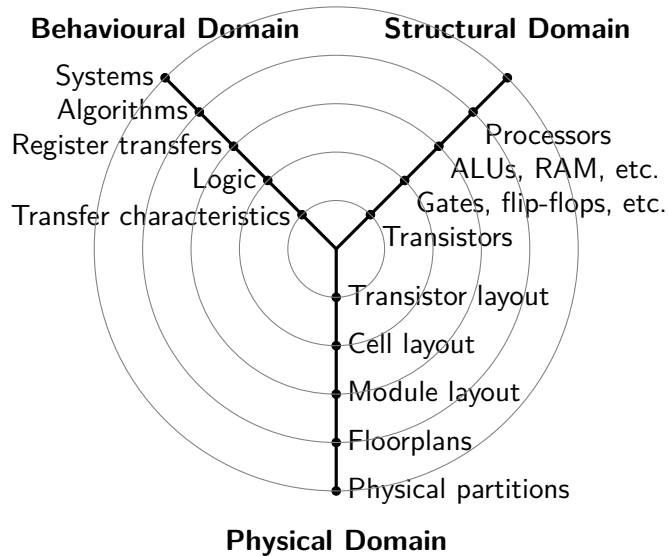 Behavioural Domain
Structural Domain
Systems
Algorithms
Register transfers
Logic
Transfer characteristics
Processors
ALUs, RAM, etc.
Gates, flip-flops, etc.
Transistors
Transistor layout
Cell layout
Module layout
Floorplans
Physical partitions
Physical Domain